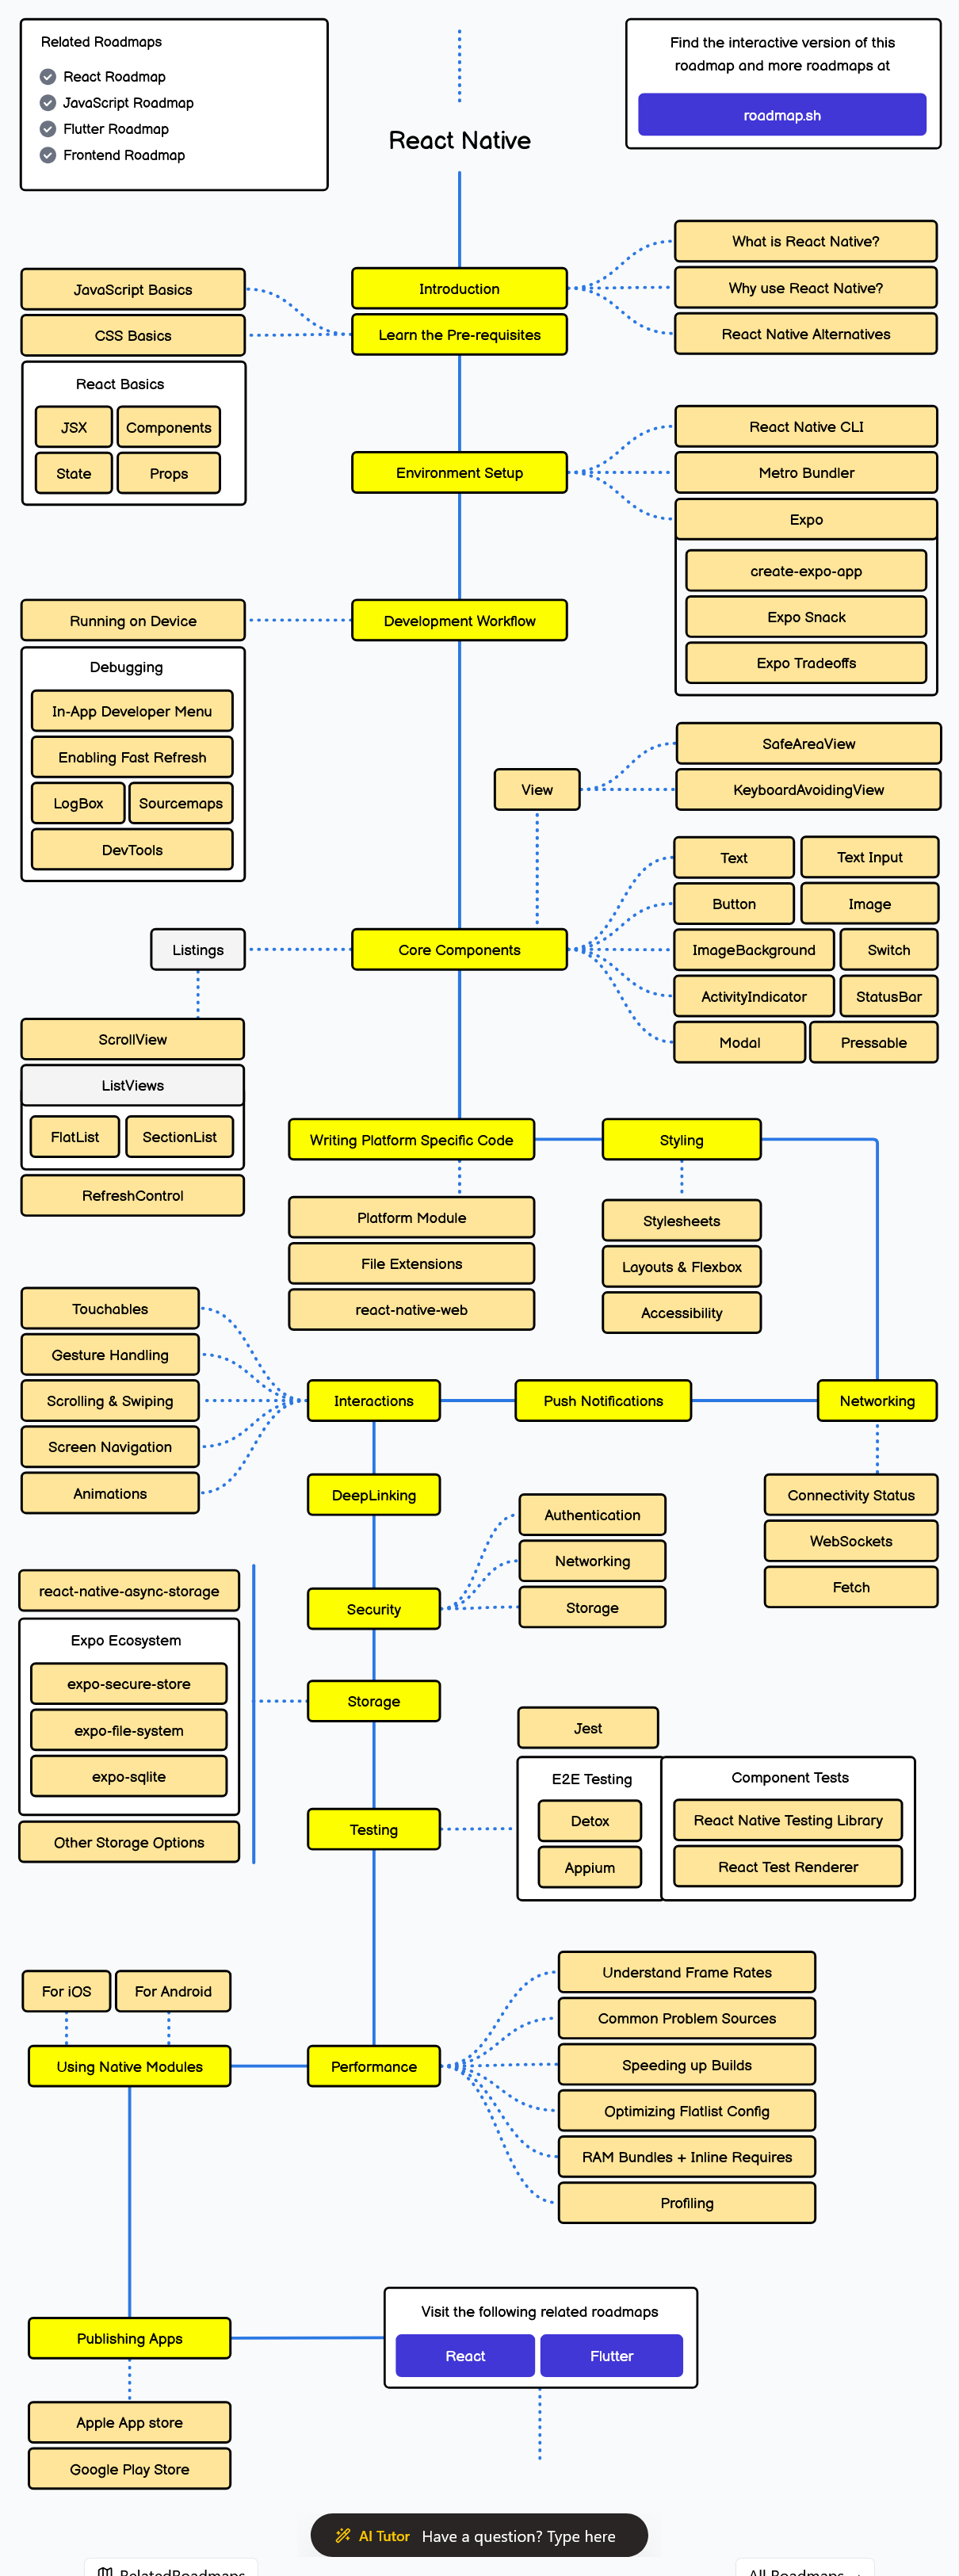 Related Roadmaps
React Roadmap
JavaScript Roadmap
Flutter Roadmap
Frontend Roadmap
Find the interactive version of this
roadmap and more roadmaps at
roadmap.sh
React Native
What is React Native?
Why use React Native?
React Native Alternatives
Introduction
Learn the Pre-requisites
JavaScript Basics
CSS Basics
React Basics
JSX
Components
State
Props
Environment Setup
React Native CLI
Metro Bundler
Expo
create-expo-app
Expo Snack
Expo Tradeoffs
Running on Device
Development Workflow
Debugging
In-App Developer Menu
Enabling Fast Refresh
LogBox
Sourcemaps
DevTools
View
SafeAreaView
KeyboardAvoidingView
Text
Text Input
Button
Image
ImageBackground
Switch
ActivityIndicator
StatusBar
Modal
Pressable
Listings
Core Components
ScrollView
ListViews
FlatList
SectionList
RefreshControl
Writing Platform Specific Code
Styling
Platform Module
File Extensions
react-native-web
Stylesheets
Layouts & Flexbox
Accessibility
Touchables
Gesture Handling
Scrolling & Swiping
Screen Navigation
Animations
Interactions
Push Notifications
Networking
DeepLinking
Connectivity Status
WebSockets
Fetch
Authentication
Networking
Storage
Security
react-native-async-storage
Expo Ecosystem
expo-secure-store
expo-file-system
expo-sqlite
Other Storage Options
Storage
Jest
E2E Testing
Detox
Appium
Component Tests
React Native Testing Library
React Test Renderer
Testing
For iOS
For Android
Using Native Modules
Performance
Understand Frame Rates
Common Problem Sources
Speeding up Builds
Optimizing Flatlist Config
RAM Bundles + Inline Requires
Profiling
Publishing Apps
Visit the following related roadmaps
React
Flutter
Apple App store
Google Play Store
AI Tutor Have a question? Type here
RelatedRoadmaps
All Roadmaps